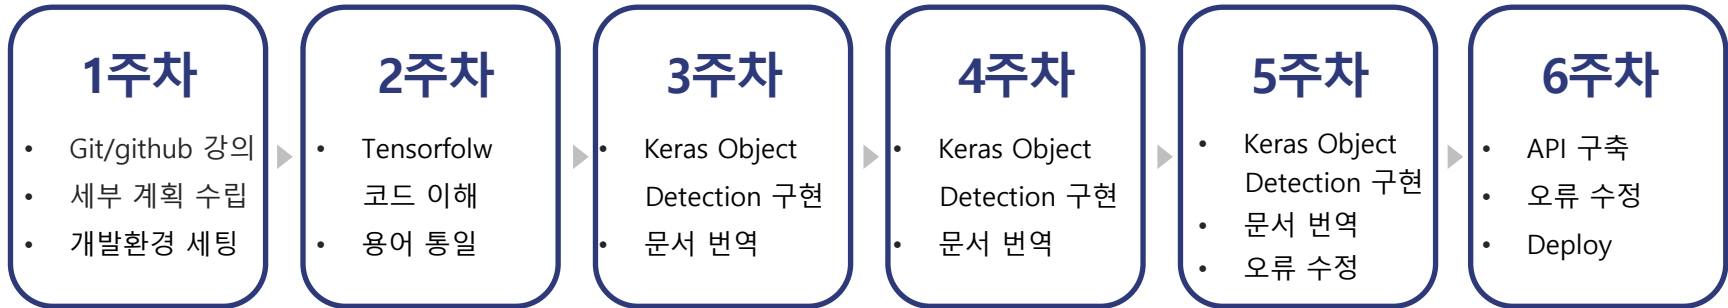 1주차
• Git/github 강의
• 세부 계획 수립
• 개발환경 세팅
2주차
• Tensorfolw
코드 이해
• 용어 통일
3주차
• Keras Object
Detection 구현
• 문서 번역
4주차
• Keras Object
Detection 구현
• 문서 번역
5주차
• Keras Object
Detection 구현
• 문서 번역
• 오류 수정
6주차
• API 구축
• 오류 수정
• Deploy